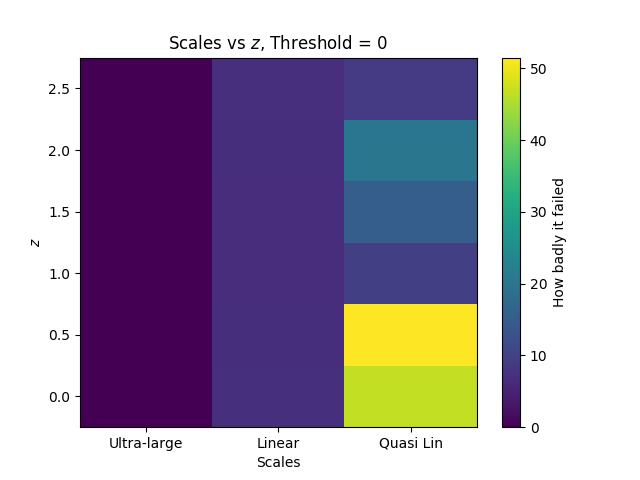 Scales vs z, Threshold = 0
2.5
2.0
1.5
1.0
0.5
0.0
z
Ultra-large
Linear
Quasi Lin
Scales
50
40
30
20
10
0
How badly it failed